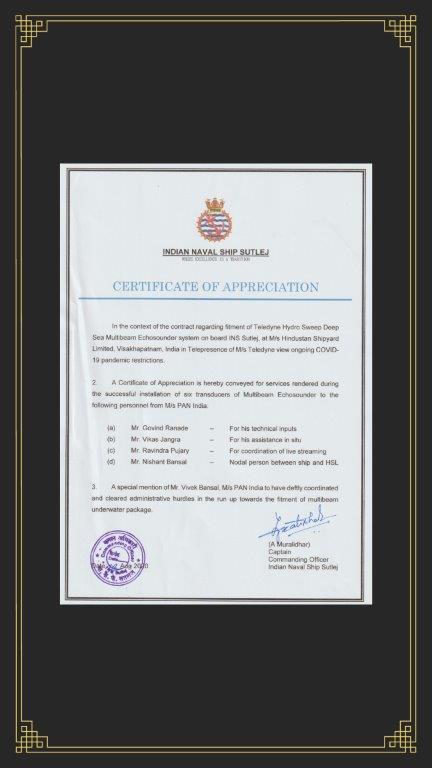 INDIAN NAVAL SHIP SUTLEJ
WHERE EXCELLENCE IS A TRADITION
CERTIFICATE OF APPRECIATION
In the context of the contract regarding fitment of Teledyne Hydro Sweep Deep
Sea Multibeam Echosounder system on board INS Sutlej, at M/s Hindustan Shipyard
Limited, Visakhapatnam, India in Telepresence of M/s Teledyne view ongoing COVID-
19 pandemic restrictions.
2. A Certificate of Appreciation is hereby conveyed for services rendered during
the successful installation of six transducers of Multibeam Echosounder to the
following personnel from M/s PAN India:
(a) Mr. Govind Ranade – For his technical inputs
(b) Mr. Vikas Jangra – For his assistance in situ
(c) Mr. Ravindra Pujary – For coordination of live streaming
(d) Mr. Nishant Bansal – Nodal person between ship and HSL
3. A special mention of Mr. Vivek Bansal, M/s PAN India to have deftly coordinated
and cleared administrative hurdles in the run up towards the fitment of multibeam
underwater package.
(A Muralidhar)
Captain
Commanding Officer
Indian Naval Ship Sutlej
Aug 2020